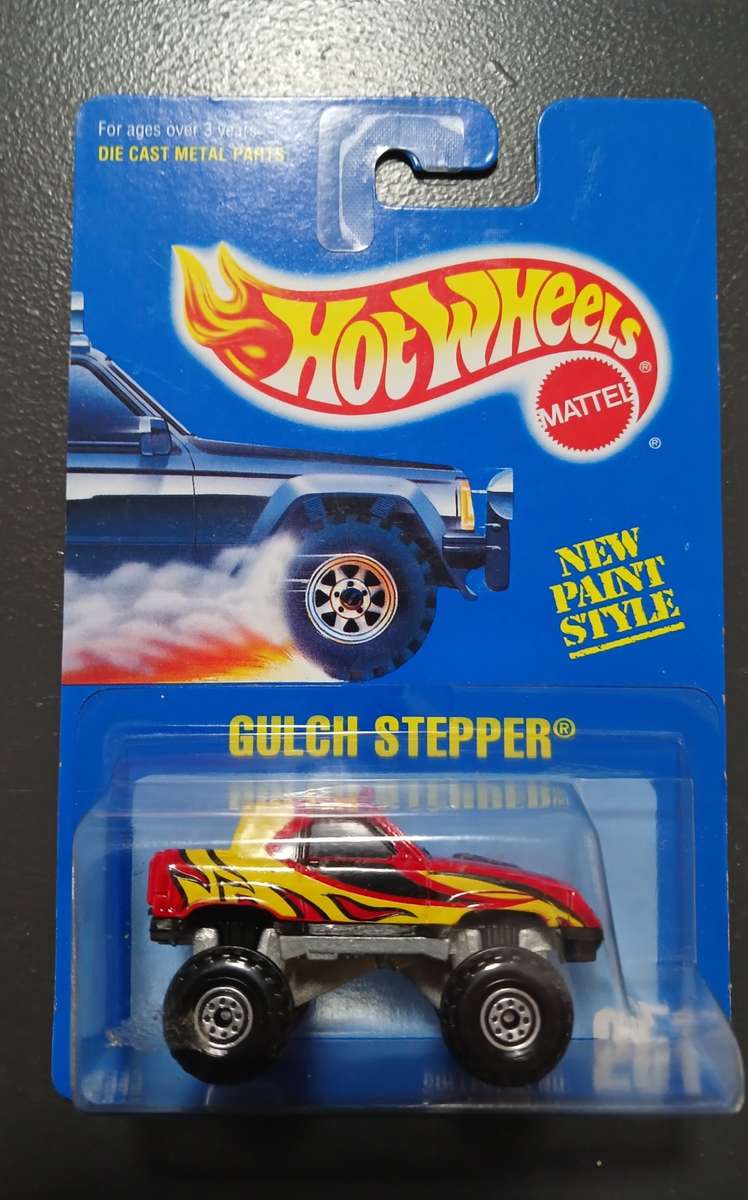 For ages over 3 years
DIE CAST METAL PARTS
HOT WHEELS®
MATTEL
®
NEW
PAINT
STYLE
GULCH STEPPER®